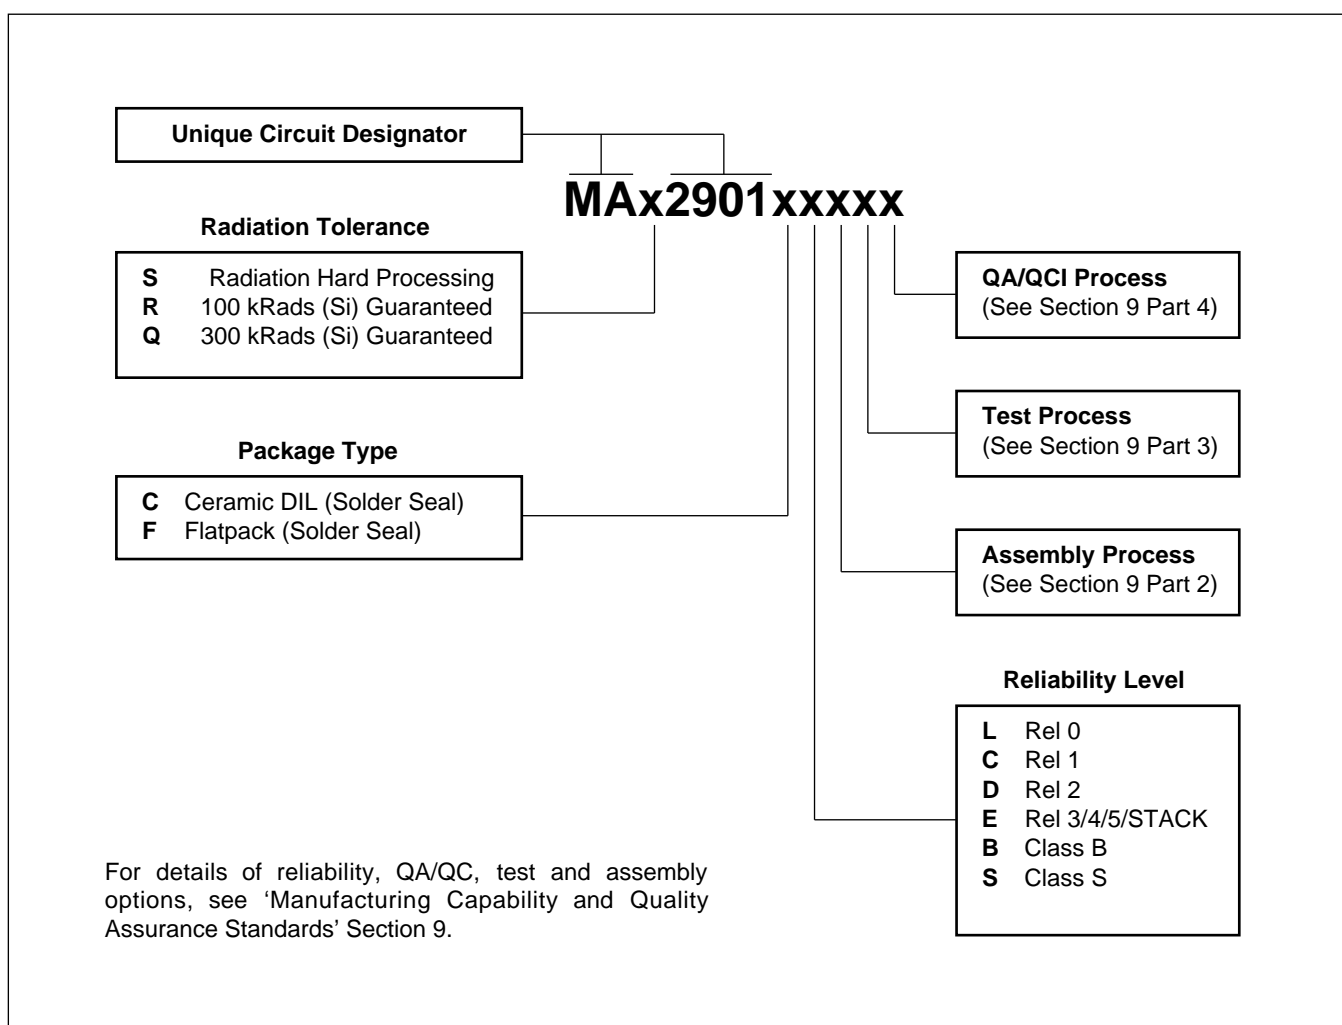 Unique Circuit Designator
MAx2901xxxxx
Radiation Tolerance
S Radiation Hard Processing
R 100 kRads (Si) Guaranteed
Q 300 kRads (Si) Guaranteed
Package Type
C Ceramic DIL (Solder Seal)
F Flatpack (Solder Seal)
QA/QCI Process
(See Section 9 Part 4)
Test Process
(See Section 9 Part 3)
Assembly Process
(See Section 9 Part 2)
Reliability Level
L Rel 0
C Rel 1
D Rel 2
E Rel 3/4/5/STACK
B Class B
S Class S
For details of reliability, QA/QC, test and assembly
options, see ‘Manufacturing Capability and Quality
Assurance Standards’ Section 9.